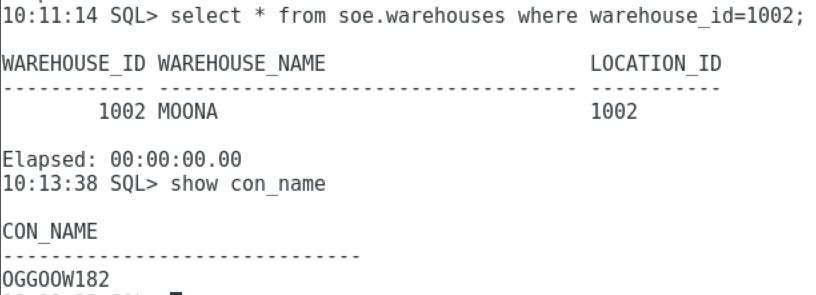 10:11:14 SQL> select * from soe.warehouses where warehouse_id=1002;
WAREHOUSE_ID WAREHOUSE_NAME LOCATION_ID
------------ ----------------------------------- -----------
1002 MOONA 1002
Elapsed: 00:00:00.00
10:13:38 SQL> show con_name
CON_NAME
------------------------------
OGGOOW182